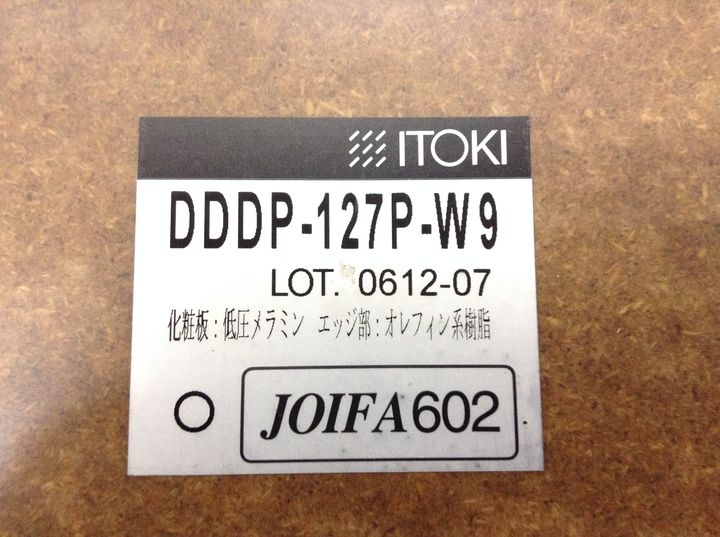 ITOKI
DDDP-127P-W9
LOT. 0612-07
化粧板：低圧メラミン エッジ部：オレフィン系樹脂
○ JOIFA602